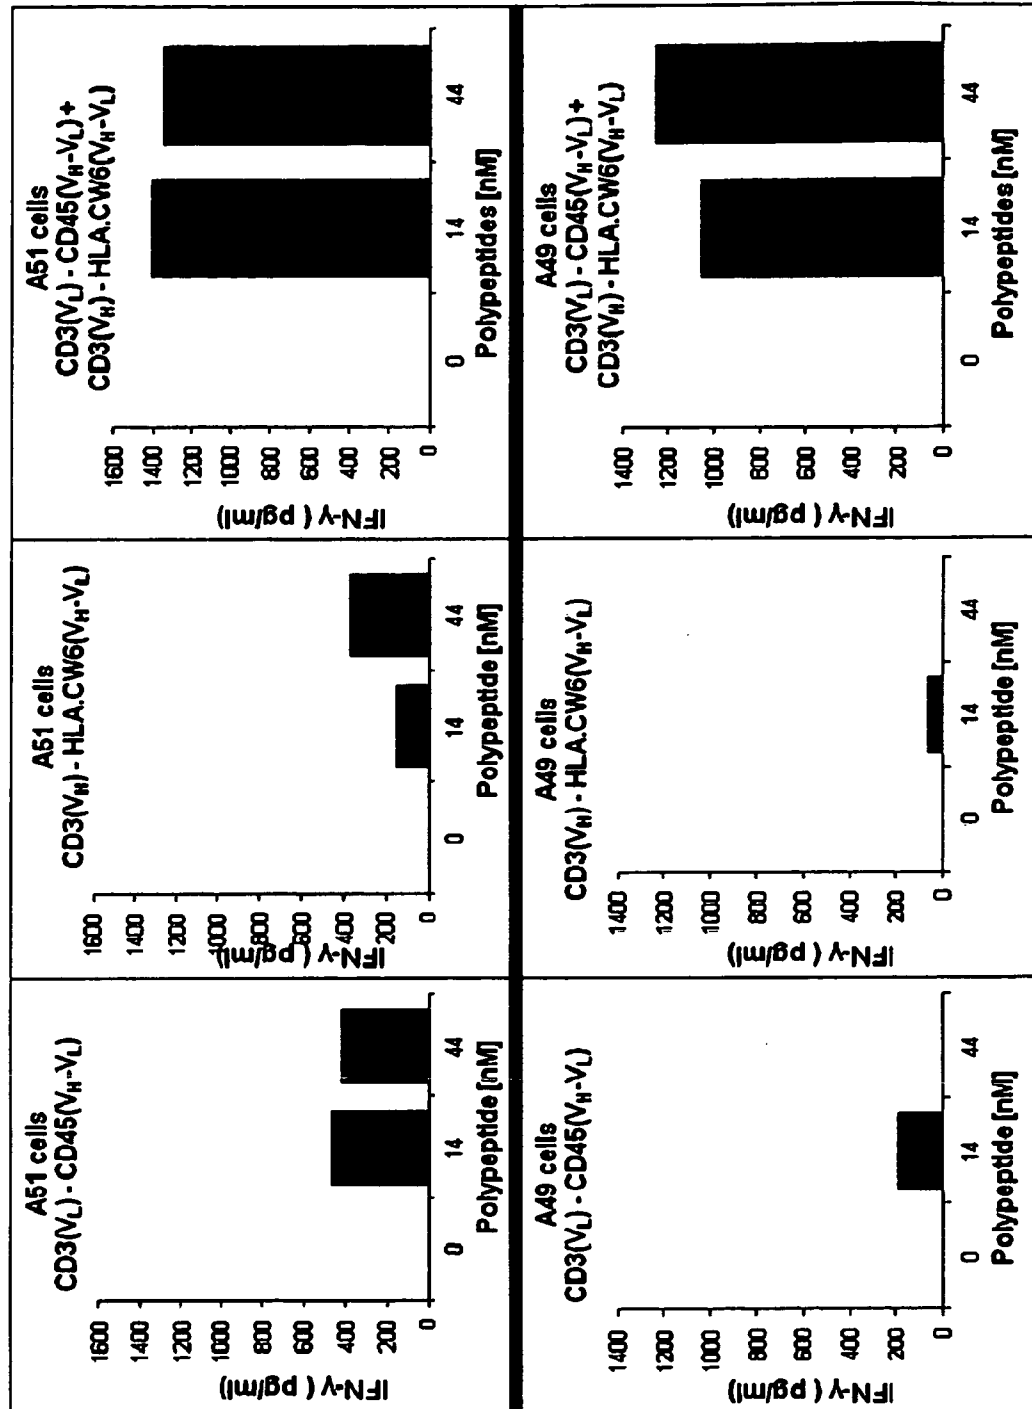 A51 cells
CD3(VL) - CD45(VH-VL)
IFN-γ ( pg/ml)
1600
1400
1200
1000
800
600
400
200
0
0 14 44
Polypeptide [nM]
A51 cells
CD3(VH) - HLA.CW6(VH-VL)
IFN-γ ( pg/ml)
1600
1400
1200
1000
800
600
400
200
0
0 14 44
Polypeptide [nM]
A51 cells
CD3(VL) - CD45(VH-VL) +
CD3(VH) - HLA.CW6(VH-VL)
IFN-γ ( pg/ml)
1600
1400
1200
1000
800
600
400
200
0
0 14 44
Polypeptides [nM]
A49 cells
CD3(VL) - CD45(VH-VL)
IFN-γ ( pg/ml)
1400
1200
1000
800
600
400
200
0
0 14 44
Polypeptide [nM]
A49 cells
CD3(VH) - HLA.CW6(VH-VL)
IFN-γ ( pg/ml)
1400
1200
1000
800
600
400
200
0
0 14 44
Polypeptide [nM]
A49 cells
CD3(VL) - CD45(VH-VL) +
CD3(VH) - HLA.CW6(VH-VL)
IFN-γ ( pg/ml)
1400
1200
1000
800
600
400
200
0
0 14 44
Polypeptides [nM]